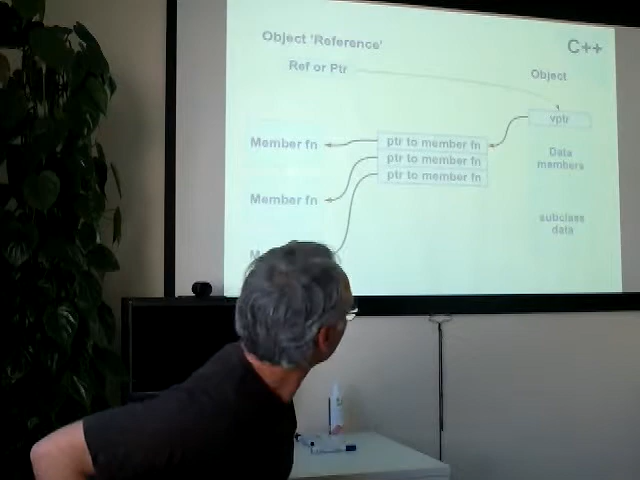 Object 'Reference'
C++
Ref or Ptr
Object
vptr
Member fn
ptr to member fn
ptr to member fn
ptr to member fn
Data
members
Member fn
subclass
data